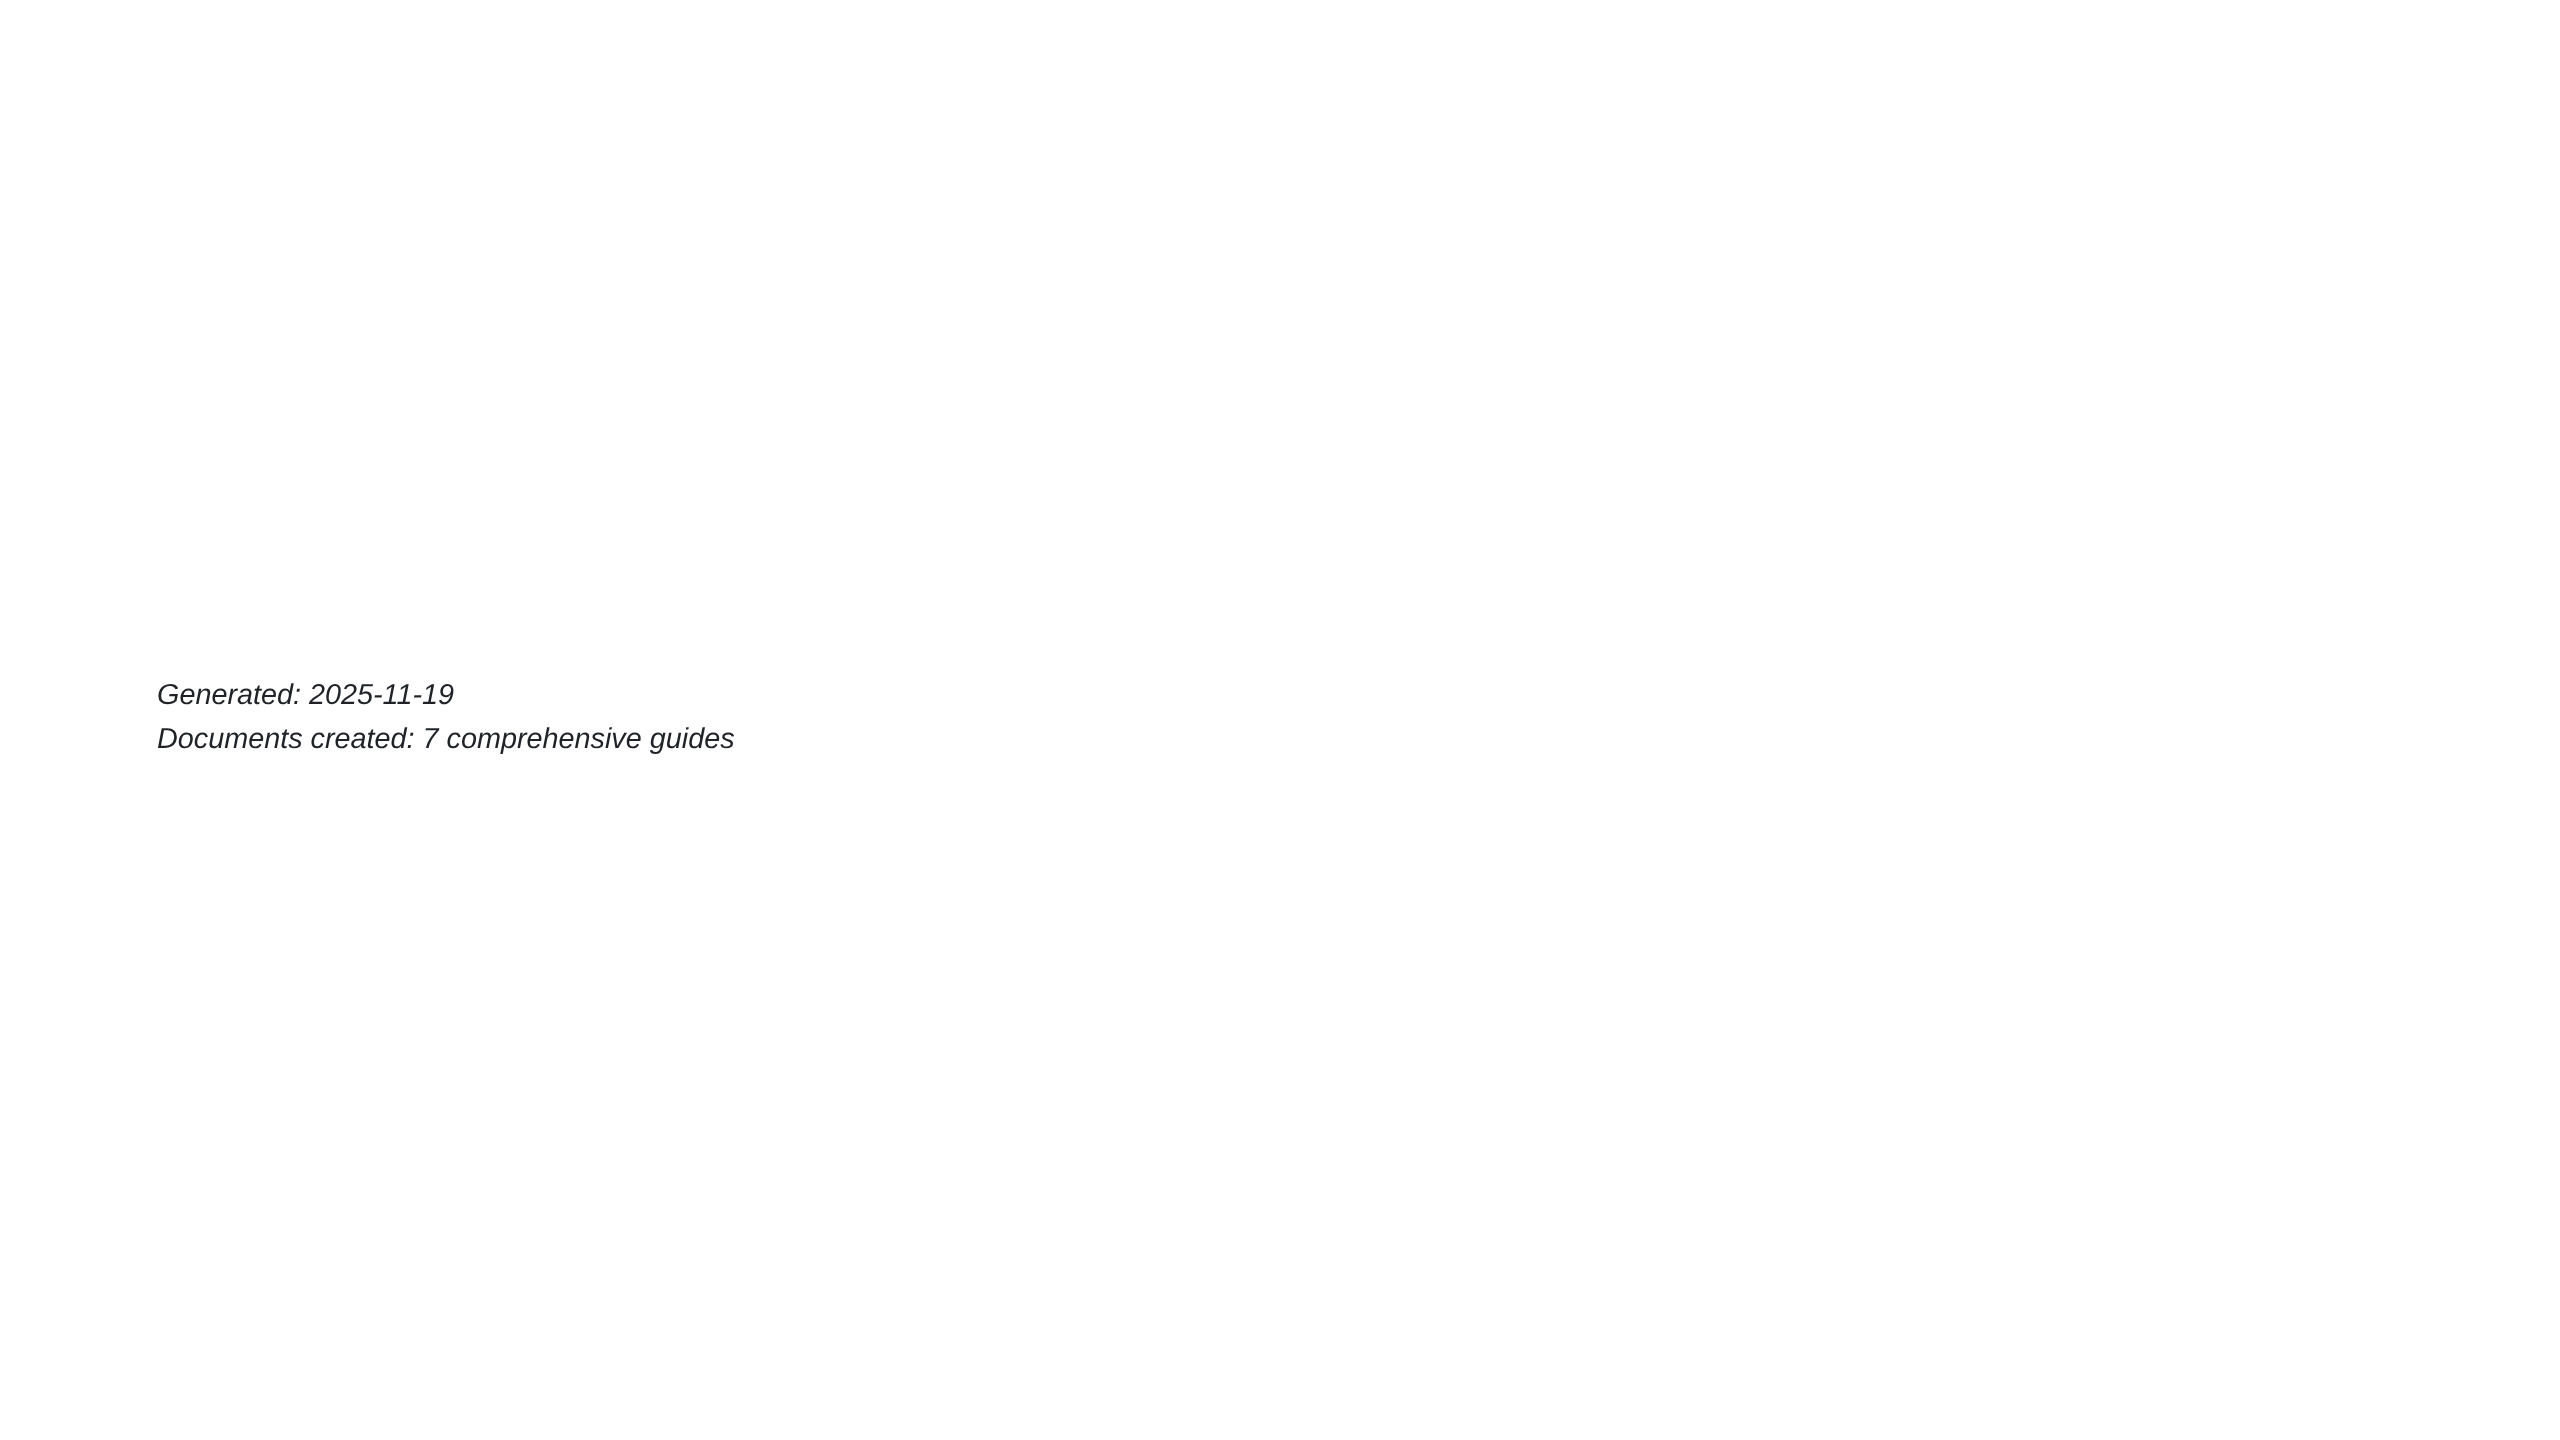 Generated: 2025-11-19
Documents created: 7 comprehensive guides